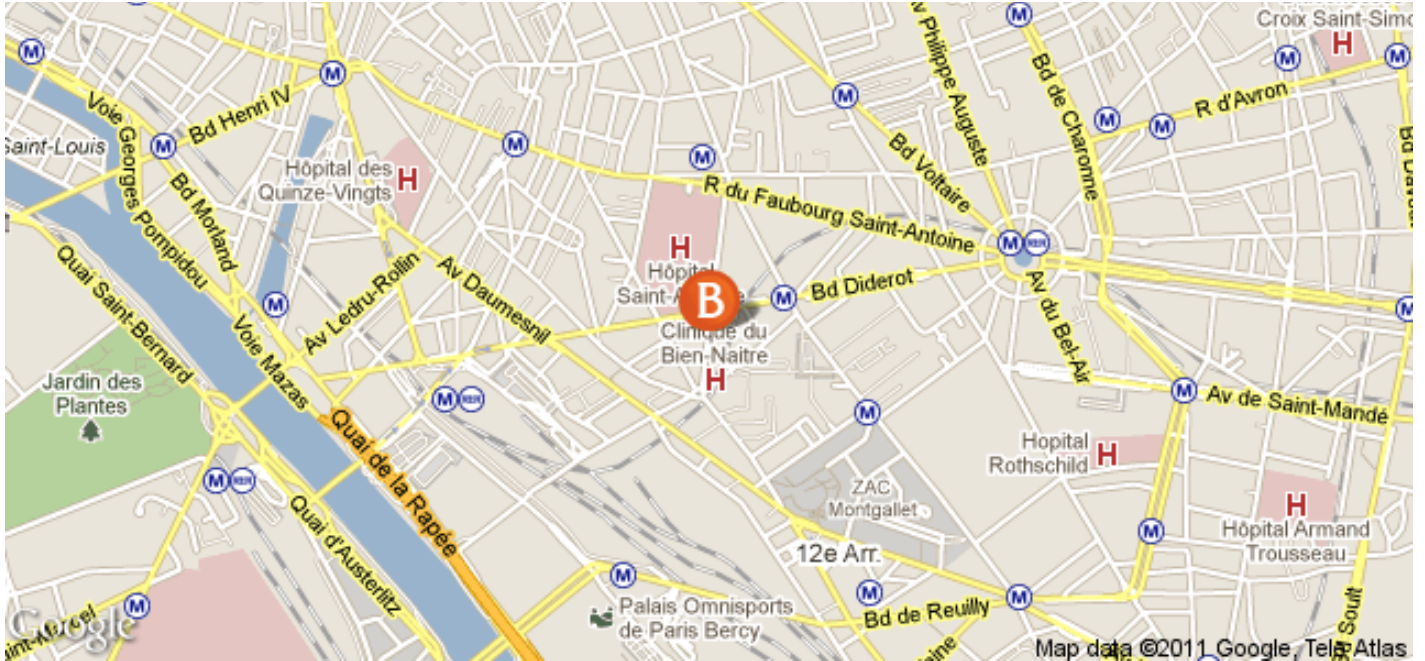 Croix Saint-Simo
H
M
Voie Georges Pompidou
Bd Henri IV
Av Philippe Auguste
Bd de Charonne
R d'Avron
Saint-Louis
Hôpital des
Quinze-Vingts
H
Bd Morland
R du Faubourg Saint-Antoine
Bd Voltaire
Quai Saint-Bernard
Av Ledru-Rollin
Av Daumesnil
H
Hôpital
B
Bd Diderot
M
RER
Av du Bel-Air
Voie Mazas
Clinique du
Bien-Naitre
H
Jardin des
Plantes
M
RER
Av de Saint-Mandé
Quai de la Rapée
Hopital
Rothschild
H
M
RER
ZAC
Montgallet
H
Hôpital Armand
Trousseau
Quai d'Austerlitz
12e Arr.
Palais Omnisports
de Paris Bercy
Bd de Reuilly
Google
Map data ©2011 Google, Tele Atlas